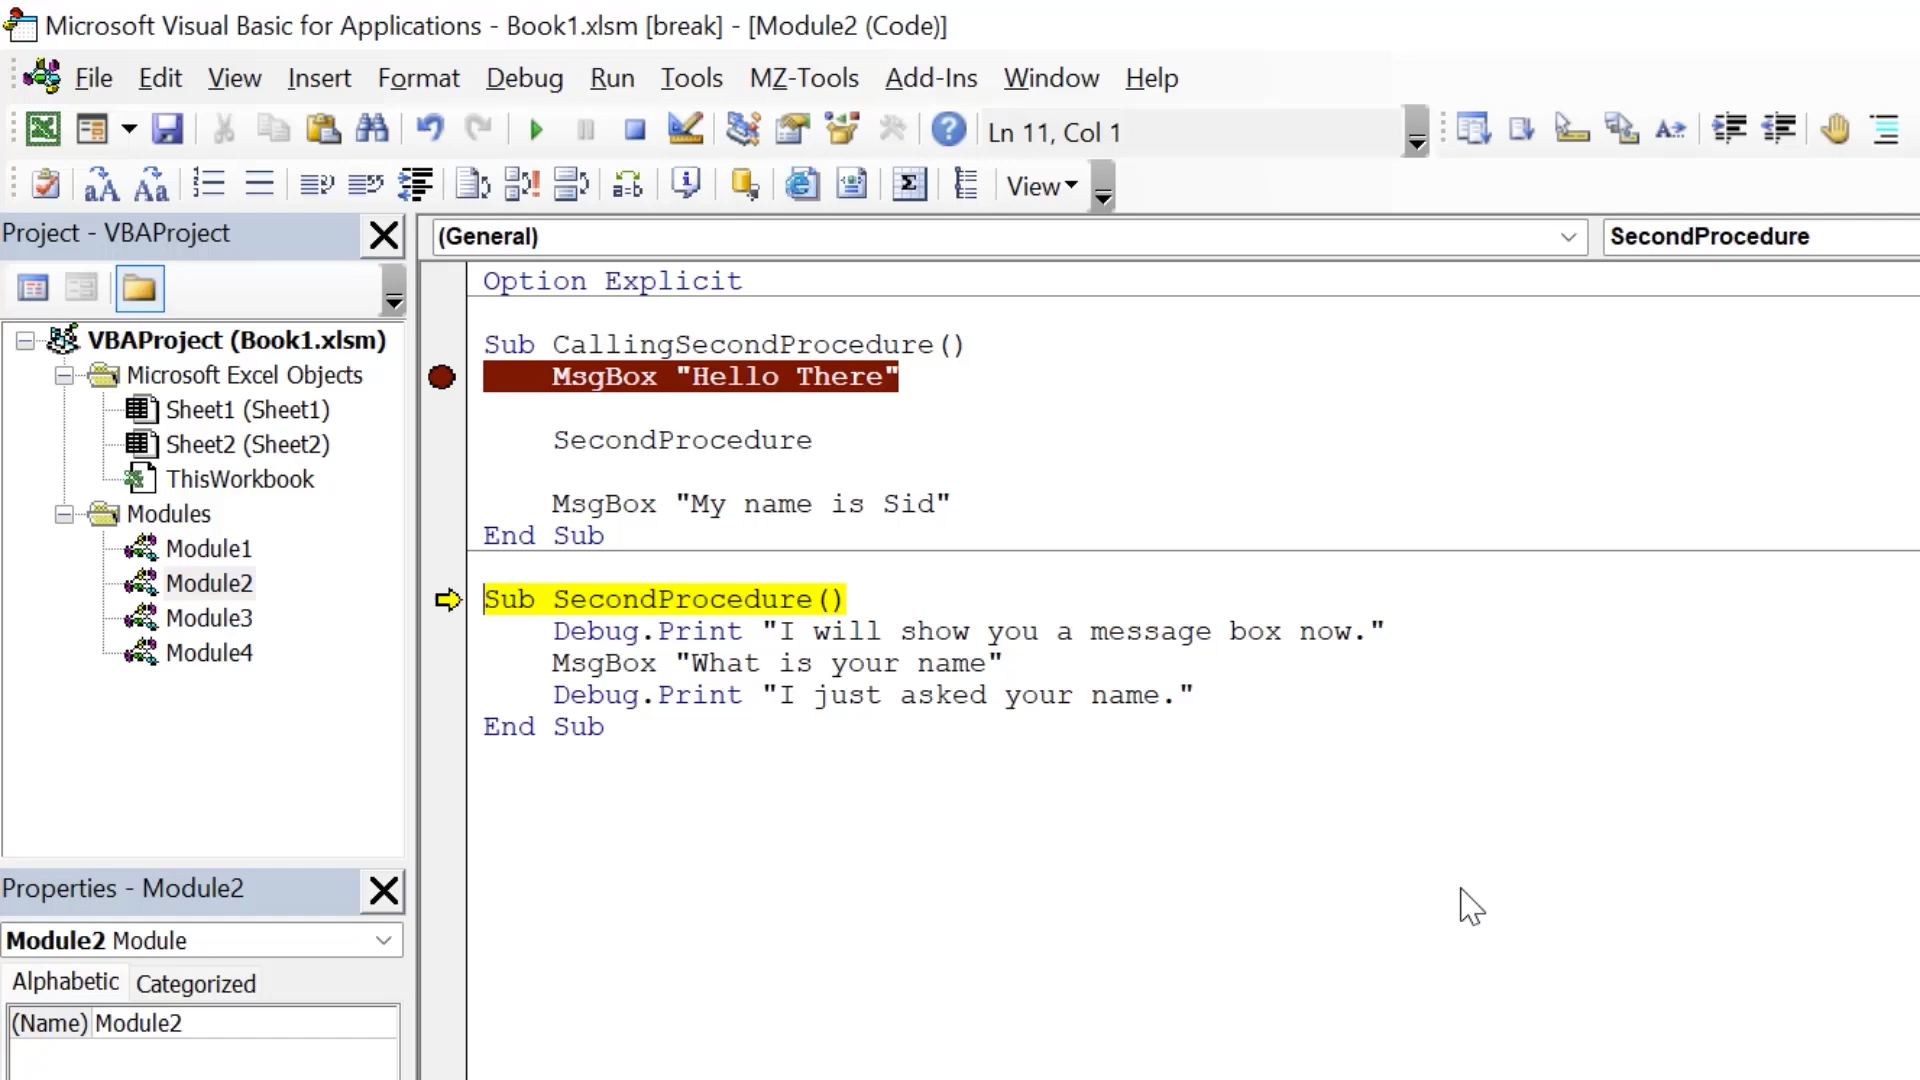 Microsoft Visual Basic for Applications - Book1.xlsm [break] - [Module2 (Code)]
File Edit View Insert Format Debug Run Tools MZ-Tools Add-Ins Window Help
Ln 11, Col 1
View
Project - VBAProject
(General)
SecondProcedure
VBAProject (Book1.xlsm)
Microsoft Excel Objects
Sheet1 (Sheet1)
Sheet2 (Sheet2)
ThisWorkbook
Modules
Module1
Module2
Module3
Module4
Properties - Module2
Module2 Module
Alphabetic Categorized
(Name) Module2
Option Explicit
Sub CallingSecondProcedure()
MsgBox "Hello There"
SecondProcedure
MsgBox "My name is Sid"
End Sub
Sub SecondProcedure()
Debug.Print "I will show you a message box now."
MsgBox "What is your name"
Debug.Print "I just asked your name."
End Sub